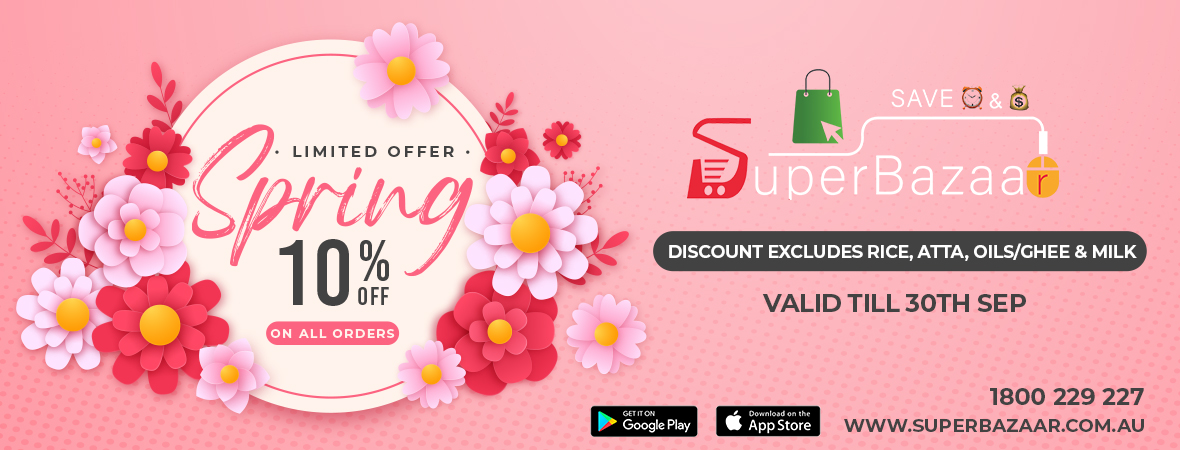 · LIMITED OFFER ·
Spring
10%
OFF
ON ALL ORDERS
SAVE ⏰ & 💰
SuperBazaar
DISCOUNT EXCLUDES RICE, ATTA, OILS/GHEE & MILK
VALID TILL 30TH SEP
GET IT ON
Google Play
Download on the
App Store
1800 229 227
WWW.SUPERBAZAAR.COM.AU